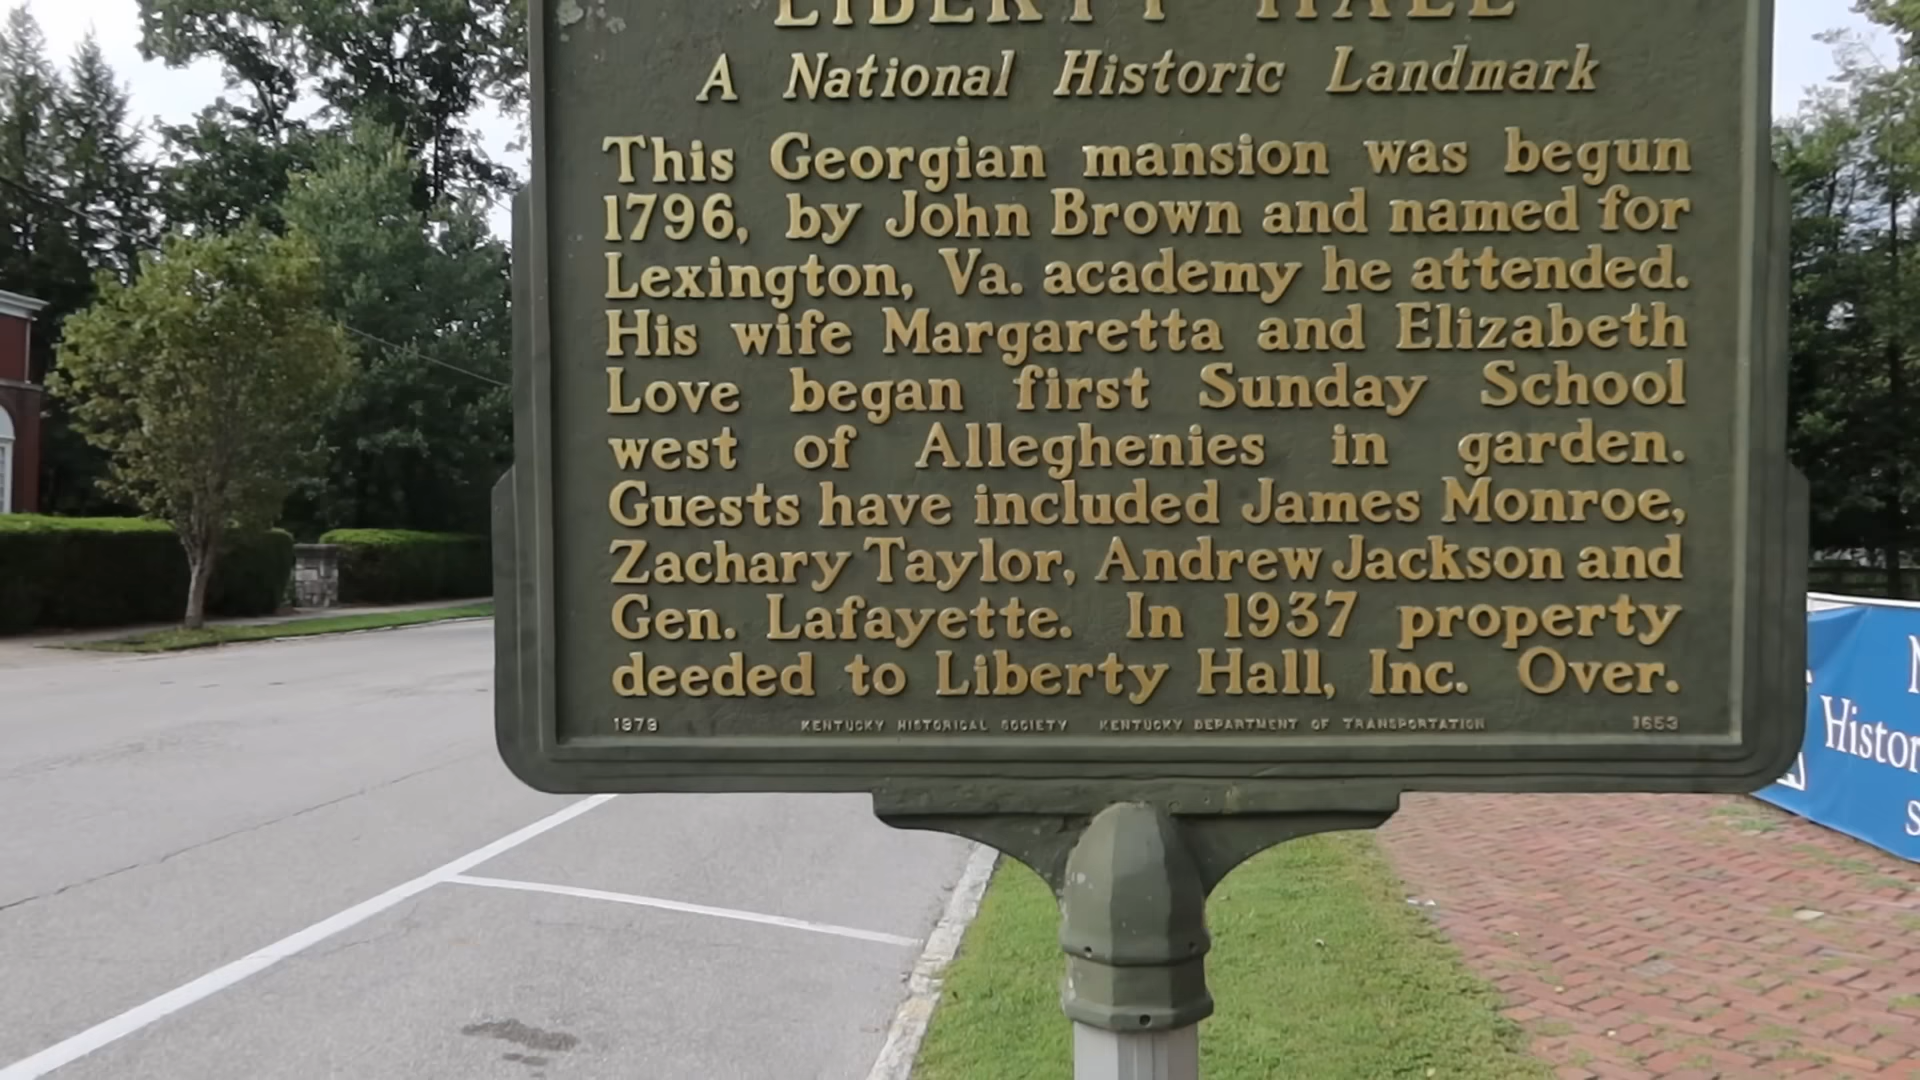 LIBERTY HALL
A National Historic Landmark
This Georgian mansion was begun
1796, by John Brown and named for
Lexington, Va. academy he attended.
His wife Margaretta and Elizabeth
Love began first Sunday School
west of Alleghenies in garden.
Guests have included James Monroe,
Zachary Taylor, Andrew Jackson and
Gen. Lafayette. In 1937 property
deeded to Liberty Hall, Inc. Over.
1979 KENTUCKY HISTORICAL SOCIETY KENTUCKY DEPARTMENT OF TRANSPORTATION 1653